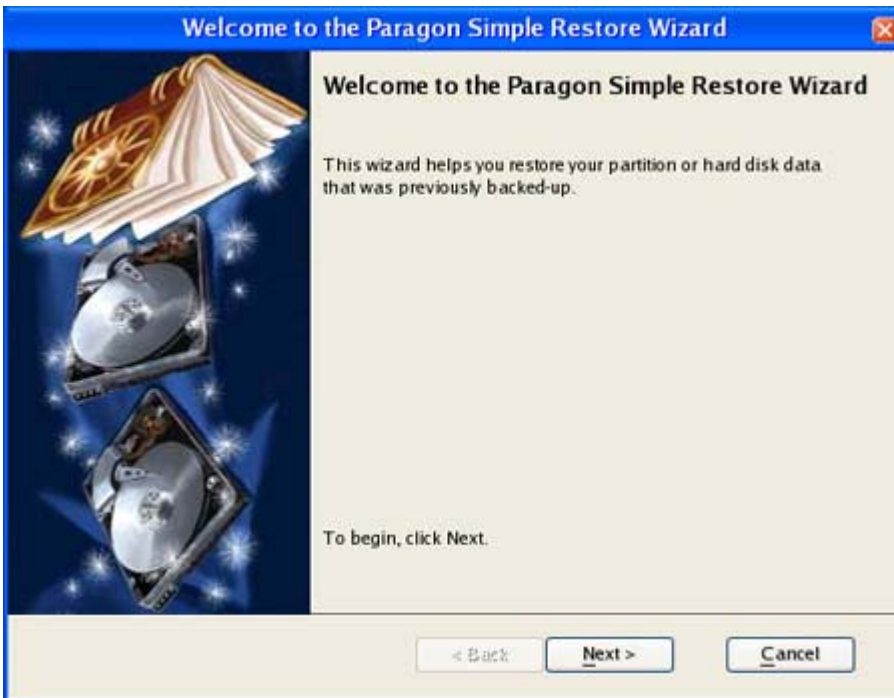 Welcome to the Paragon Simple Restore Wizard
Welcome to the Paragon Simple Restore Wizard
This wizard helps you restore your partition or hard disk data
that was previously backed-up.
To begin, click Next.
< Back
Next >
Cancel